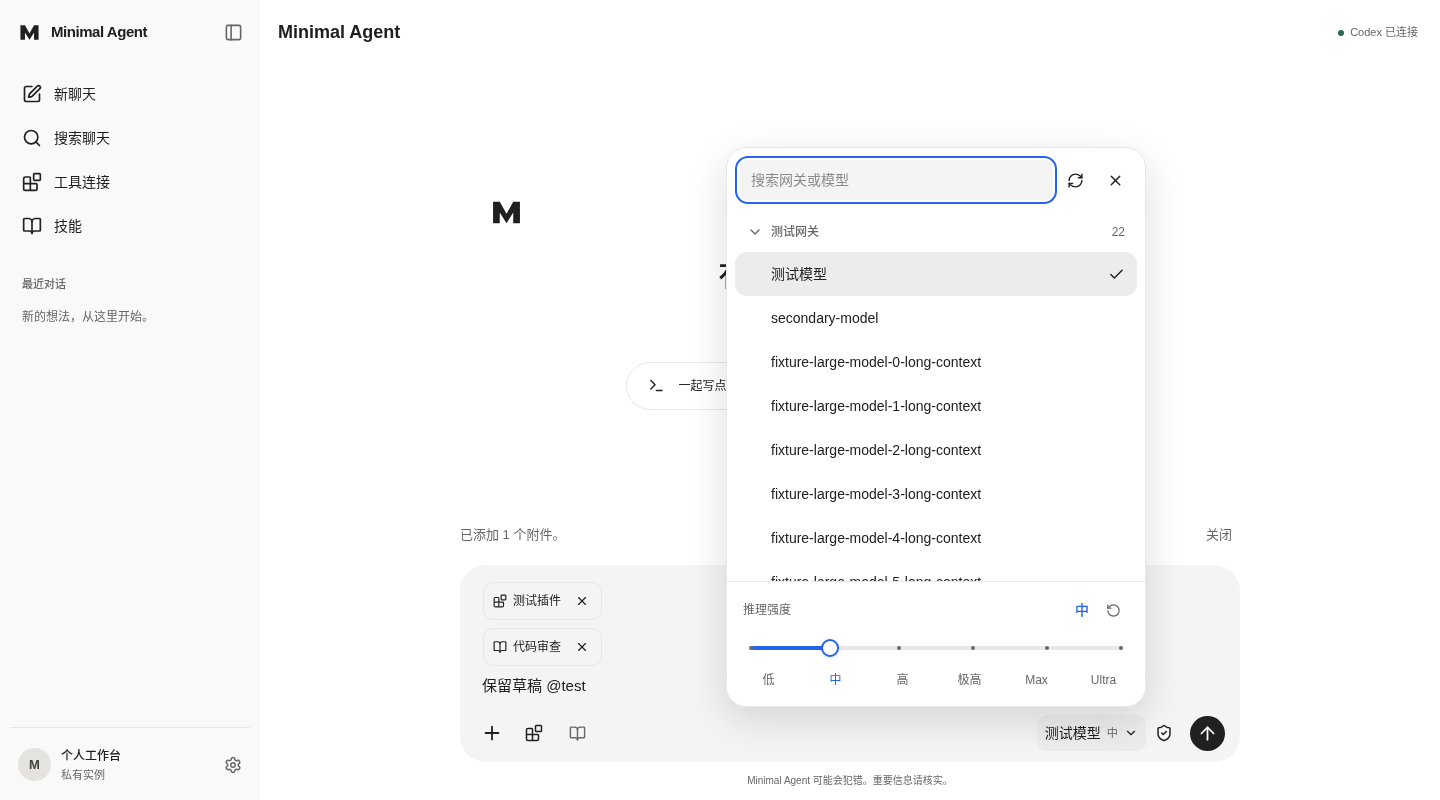 Minimal Agent
新聊天
搜索聊天
工具连接
技能
最近对话
新的想法，从这里开始。
M
个人工作台
私有实例
Minimal Agent
Codex 已连接
一起写点
已添加 1 个附件。
关闭
测试插件
代码审查
保留草稿 @test
搜索网关或模型
测试网关
22
测试模型
secondary-model
fixture-large-model-0-long-context
fixture-large-model-1-long-context
fixture-large-model-2-long-context
fixture-large-model-3-long-context
fixture-large-model-4-long-context
fixture-large-model-5-long-context
推理强度
中
低 中 高 极高 Max Ultra
测试模型 中
Minimal Agent 可能会犯错。重要信息请核实。